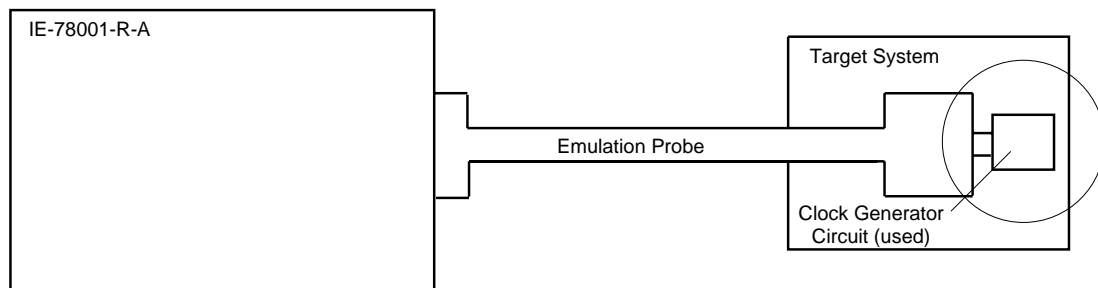 IE-78001-R-A
Target System
Emulation Probe
Clock Generator
Circuit (used)